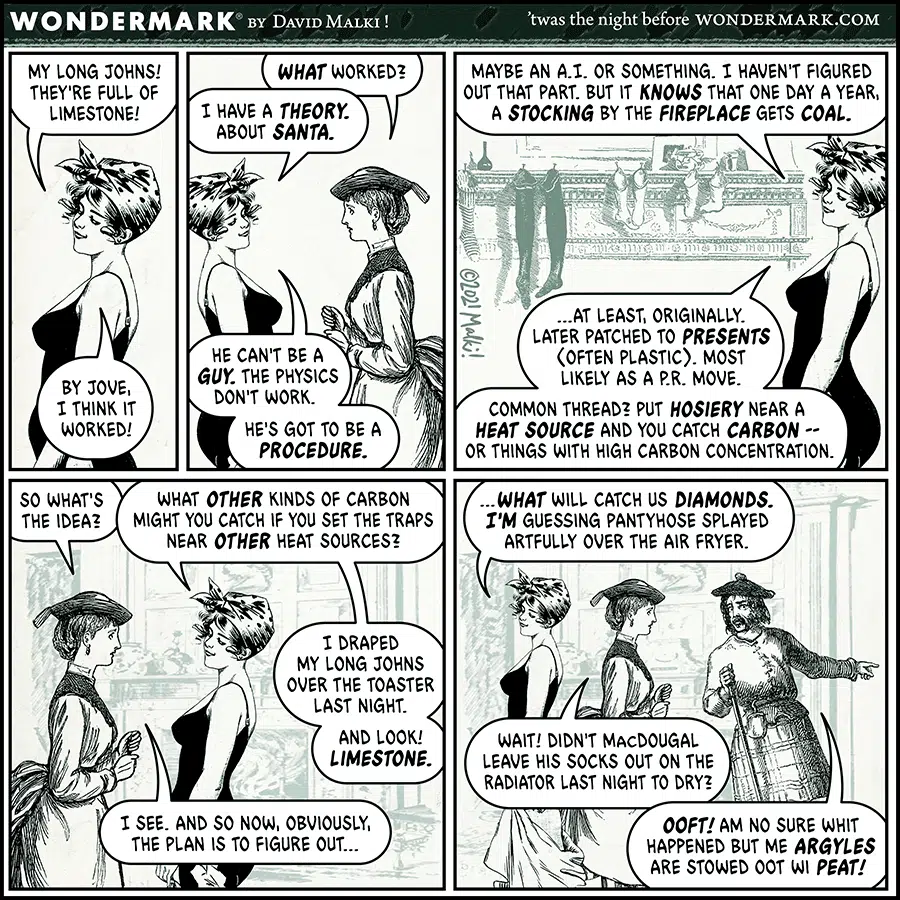 WONDERMARK® BY DAVID MALKI !
'twas the night before WONDERMARK.COM
MY LONG JOHNS!
THEY'RE FULL OF
LIMESTONE!
BY JOVE,
I THINK IT
WORKED!
WHAT WORKED?
I HAVE A THEORY.
ABOUT SANTA.
HE CAN'T BE A
GUY. THE PHYSICS
DON'T WORK.
HE'S GOT TO BE A
PROCEDURE.
MAYBE AN A.I. OR SOMETHING. I HAVEN'T FIGURED
OUT THAT PART. BUT IT KNOWS THAT ONE DAY A YEAR,
A STOCKING BY THE FIREPLACE GETS COAL.
©2021 Malki!
...AT LEAST, ORIGINALLY.
LATER PATCHED TO PRESENTS
(OFTEN PLASTIC). MOST
LIKELY AS A P.R. MOVE.
COMMON THREAD? PUT HOSIERY NEAR A
HEAT SOURCE AND YOU CATCH CARBON --
OR THINGS WITH HIGH CARBON CONCENTRATION.
SO WHAT'S
THE IDEA?
WHAT OTHER KINDS OF CARBON
MIGHT YOU CATCH IF YOU SET THE TRAPS
NEAR OTHER HEAT SOURCES?
I DRAPED
MY LONG JOHNS
OVER THE TOASTER
LAST NIGHT.
AND LOOK!
LIMESTONE.
I SEE. AND SO NOW, OBVIOUSLY,
THE PLAN IS TO FIGURE OUT...
...WHAT WILL CATCH US DIAMONDS.
I'M GUESSING PANTYHOSE SPLAYED
ARTFULLY OVER THE AIR FRYER.
WAIT! DIDN'T MACDOUGAL
LEAVE HIS SOCKS OUT ON THE
RADIATOR LAST NIGHT TO DRY?
OOFT! AM NO SURE WHIT
HAPPENED BUT ME ARGYLES
ARE STOWED OOT WI PEAT!